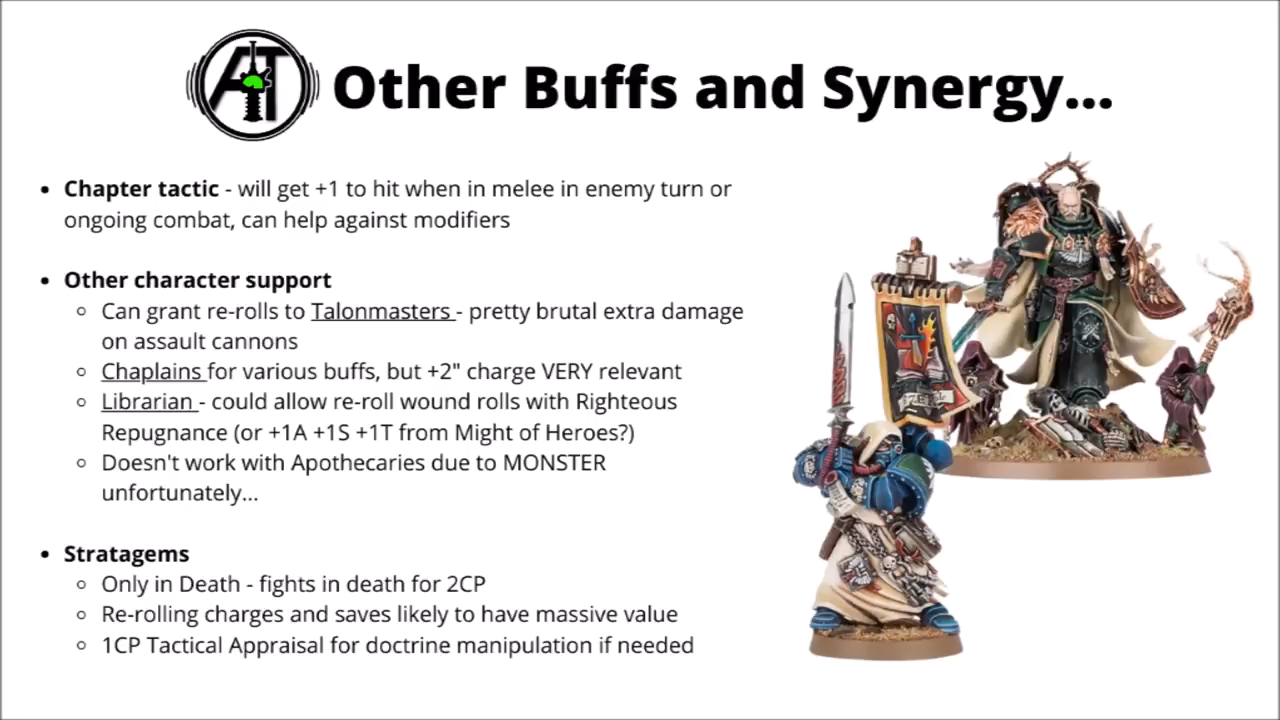 AT
Other Buffs and Synergy...
• Chapter tactic - will get +1 to hit when in melee in enemy turn or
ongoing combat, can help against modifiers
• Other character support
◦ Can grant re-rolls to Talonmasters - pretty brutal extra damage
on assault cannons
◦ Chaplains for various buffs, but +2" charge VERY relevant
◦ Librarian - could allow re-roll wound rolls with Righteous
Repugnance (or +1A +1S +1T from Might of Heroes?)
◦ Doesn't work with Apothecaries due to MONSTER
unfortunately...
• Stratagems
◦ Only in Death - fights in death for 2CP
◦ Re-rolling charges and saves likely to have massive value
◦ 1CP Tactical Appraisal for doctrine manipulation if needed